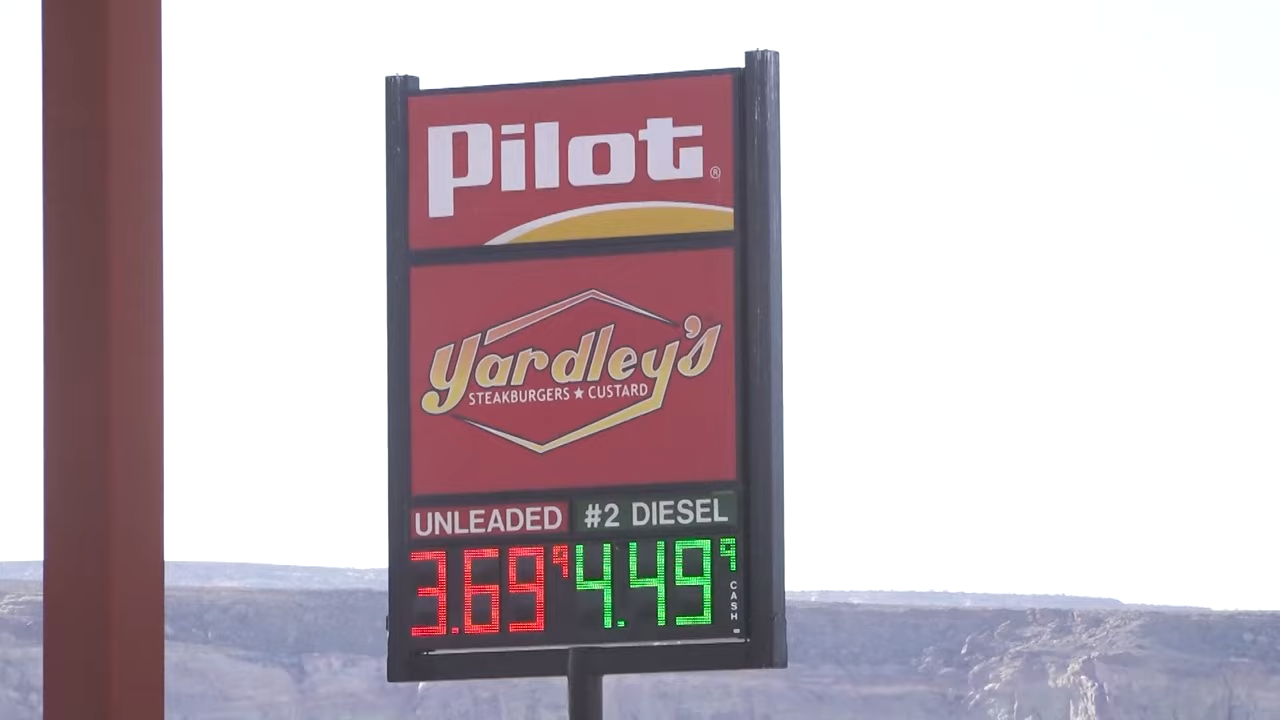 Pilot®
Yardley's
STEAKBURGERS ★ CUSTARD
UNLEADED #2 DIESEL
3.69⁹ 4.49⁹
CASH